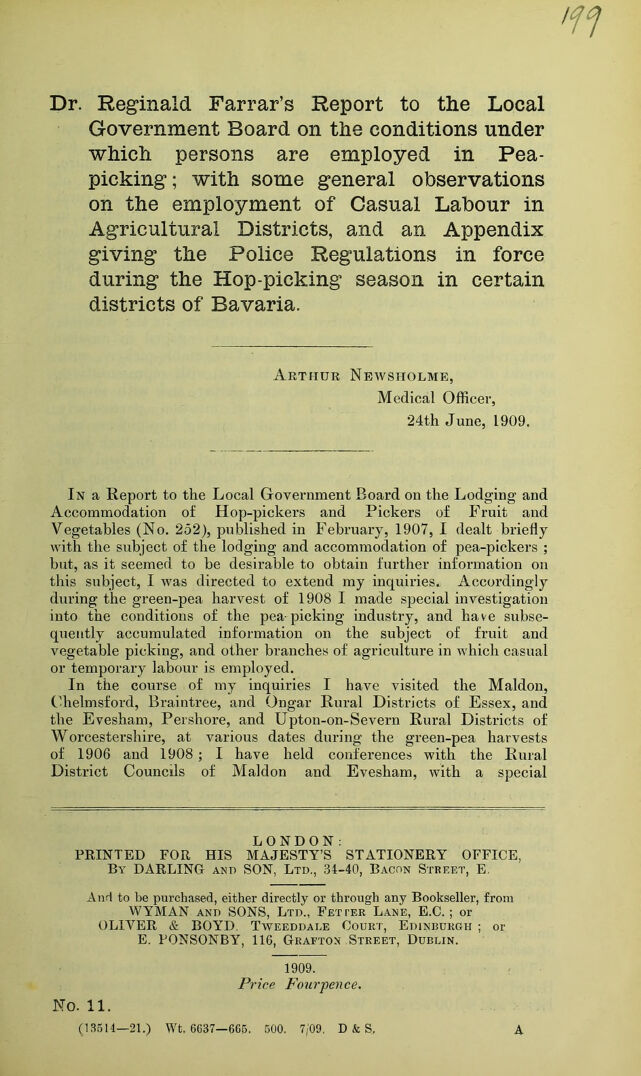 199
Dr. Reginald Farrar's Report to the Local
Government Board on the conditions under
which persons are employed in Pea-
picking; with some general observations
on the employment of Casual Labour in
Agricultural Districts, and an Appendix
giving the Police Regulations in force
during the Hop-picking season in certain
districts of Bavaria.
ARTHUR NEWSHOLME,
Medical Officer,
24th June, 1909.
IN a Report to the Local Government Board on the Lodging and
Accommodation of Hop-pickers and Pickers of Fruit and
Vegetables (No. 252), published in February, 1907, I dealt briefly
with the subject of the lodging and accommodation of pea-pickers ;
but, as it seemed to be desirable to obtain further information on
this subject, I was directed to extend my inquiries. Accordingly
during the green-pea harvest of 1908 I made special investigation
into the conditions of the pea-picking industry, and have subse-
quently accumulated information on the subject of fruit and
vegetable picking, and other branches of agriculture in which casual
or temporary labour is employed.
In the course of my inquiries I have visited the Maldon,
Chelmsford, Braintree, and Ongar Rural Districts of Essex, and
the Evesham, Pershore, and Upton-on-Severn Rural Districts of
Worcestershire, at various dates during the green-pea harvests
of 1906 and 1908 ; I have held conferences with the Rural
District Councils of Maldon and Evesham, with a special
LONDON:
PRINTED FOR HIS MAJESTY'S STATIONERY OFFICE,
BY DARLING AND SON, LTD., 34-40, BACON STREET, E.
And to be purchased, either directly or through any Bookseller, from
WYMAN AND SONS, LTD., FETTER LANE, E.C. ; or
OLIVER & BOYD, TWEEDDALE COURT, EDINBURGH ; or
E. PONSONBY, 116, GRAFTON STREET, DUBLIN.
1909.
Price Fourpence.
No. 11.
(13514—21.) Wt. 6637—665. 500. 7/09. D & S. A